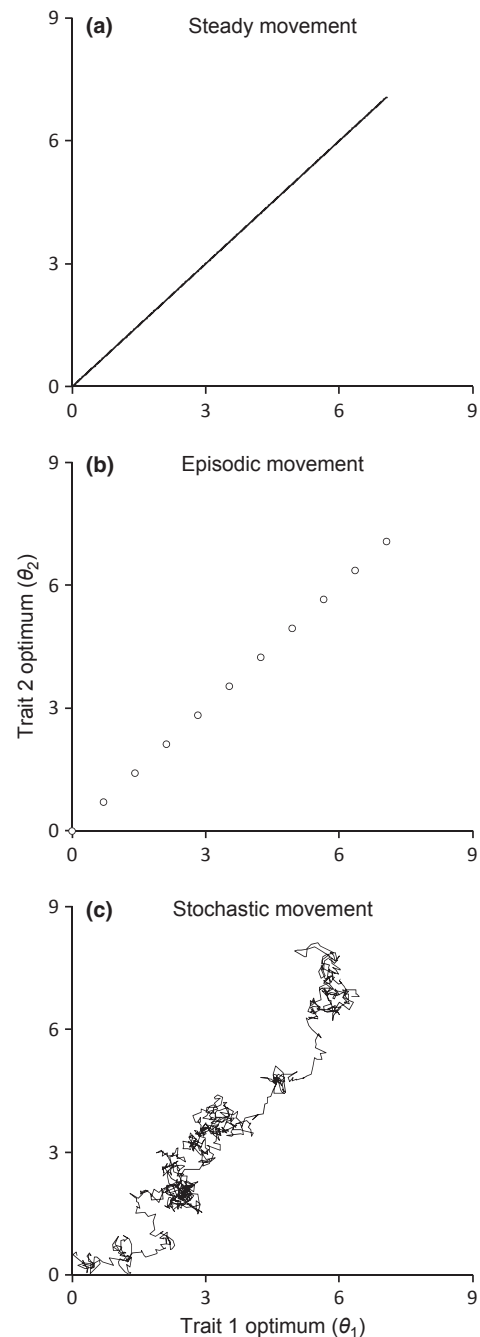 (a) Steady movement
9
6
3
0
0 3 6 9
(b) Episodic movement
9
6
3
0
0 3 6 9
Trait 2 optimum (θ2)
(c) Stochastic movement
9
6
3
0
0 3 6 9
Trait 1 optimum (θ1)